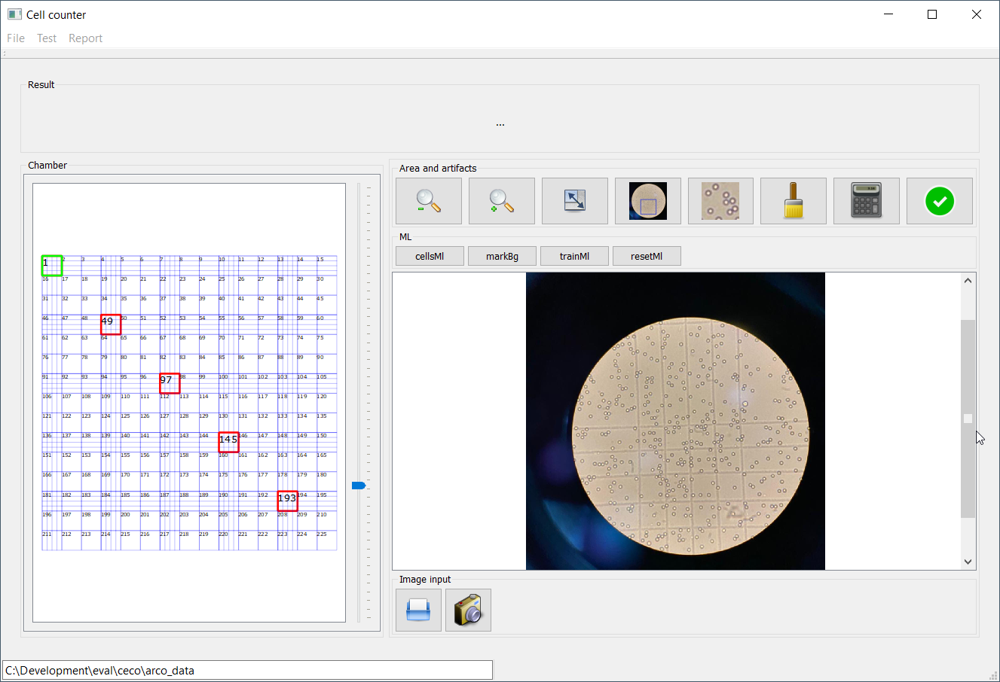 Cell counter
File Test Report
Result
...
Chamber
1 2 3 4 5 6 7 8 9 10 11 12 13 14 15
16 17 18 19 20 21 22 23 24 25 26 27 28 29 30
31 32 33 34 35 36 37 38 39 40 41 42 43 44 45
46 47 48 49 50 51 52 53 54 55 56 57 58 59 60
61 62 63 64 65 66 67 68 69 70 71 72 73 74 75
76 77 78 79 80 81 82 83 84 85 86 87 88 89 90
91 92 93 94 95 96 97 98 99 100 101 102 103 104 105
106 107 108 109 110 111 112 113 114 115 116 117 118 119 120
121 122 123 124 125 126 127 128 129 130 131 132 133 134 135
136 137 138 139 140 141 142 143 144 145 146 147 148 149 150
151 152 153 154 155 156 157 158 159 160 161 162 163 164 165
166 167 168 169 170 171 172 173 174 175 176 177 178 179 180
181 182 183 184 185 186 187 188 189 190 191 192 193 194 195
196 197 198 199 200 201 202 203 204 205 206 207 208 209 210
211 212 213 214 215 216 217 218 219 220 221 222 223 224 225
Area and artifacts
ML
cellsMl markBg trainMl resetMl
Image input
C:\Development\eval\ceco\arco_data